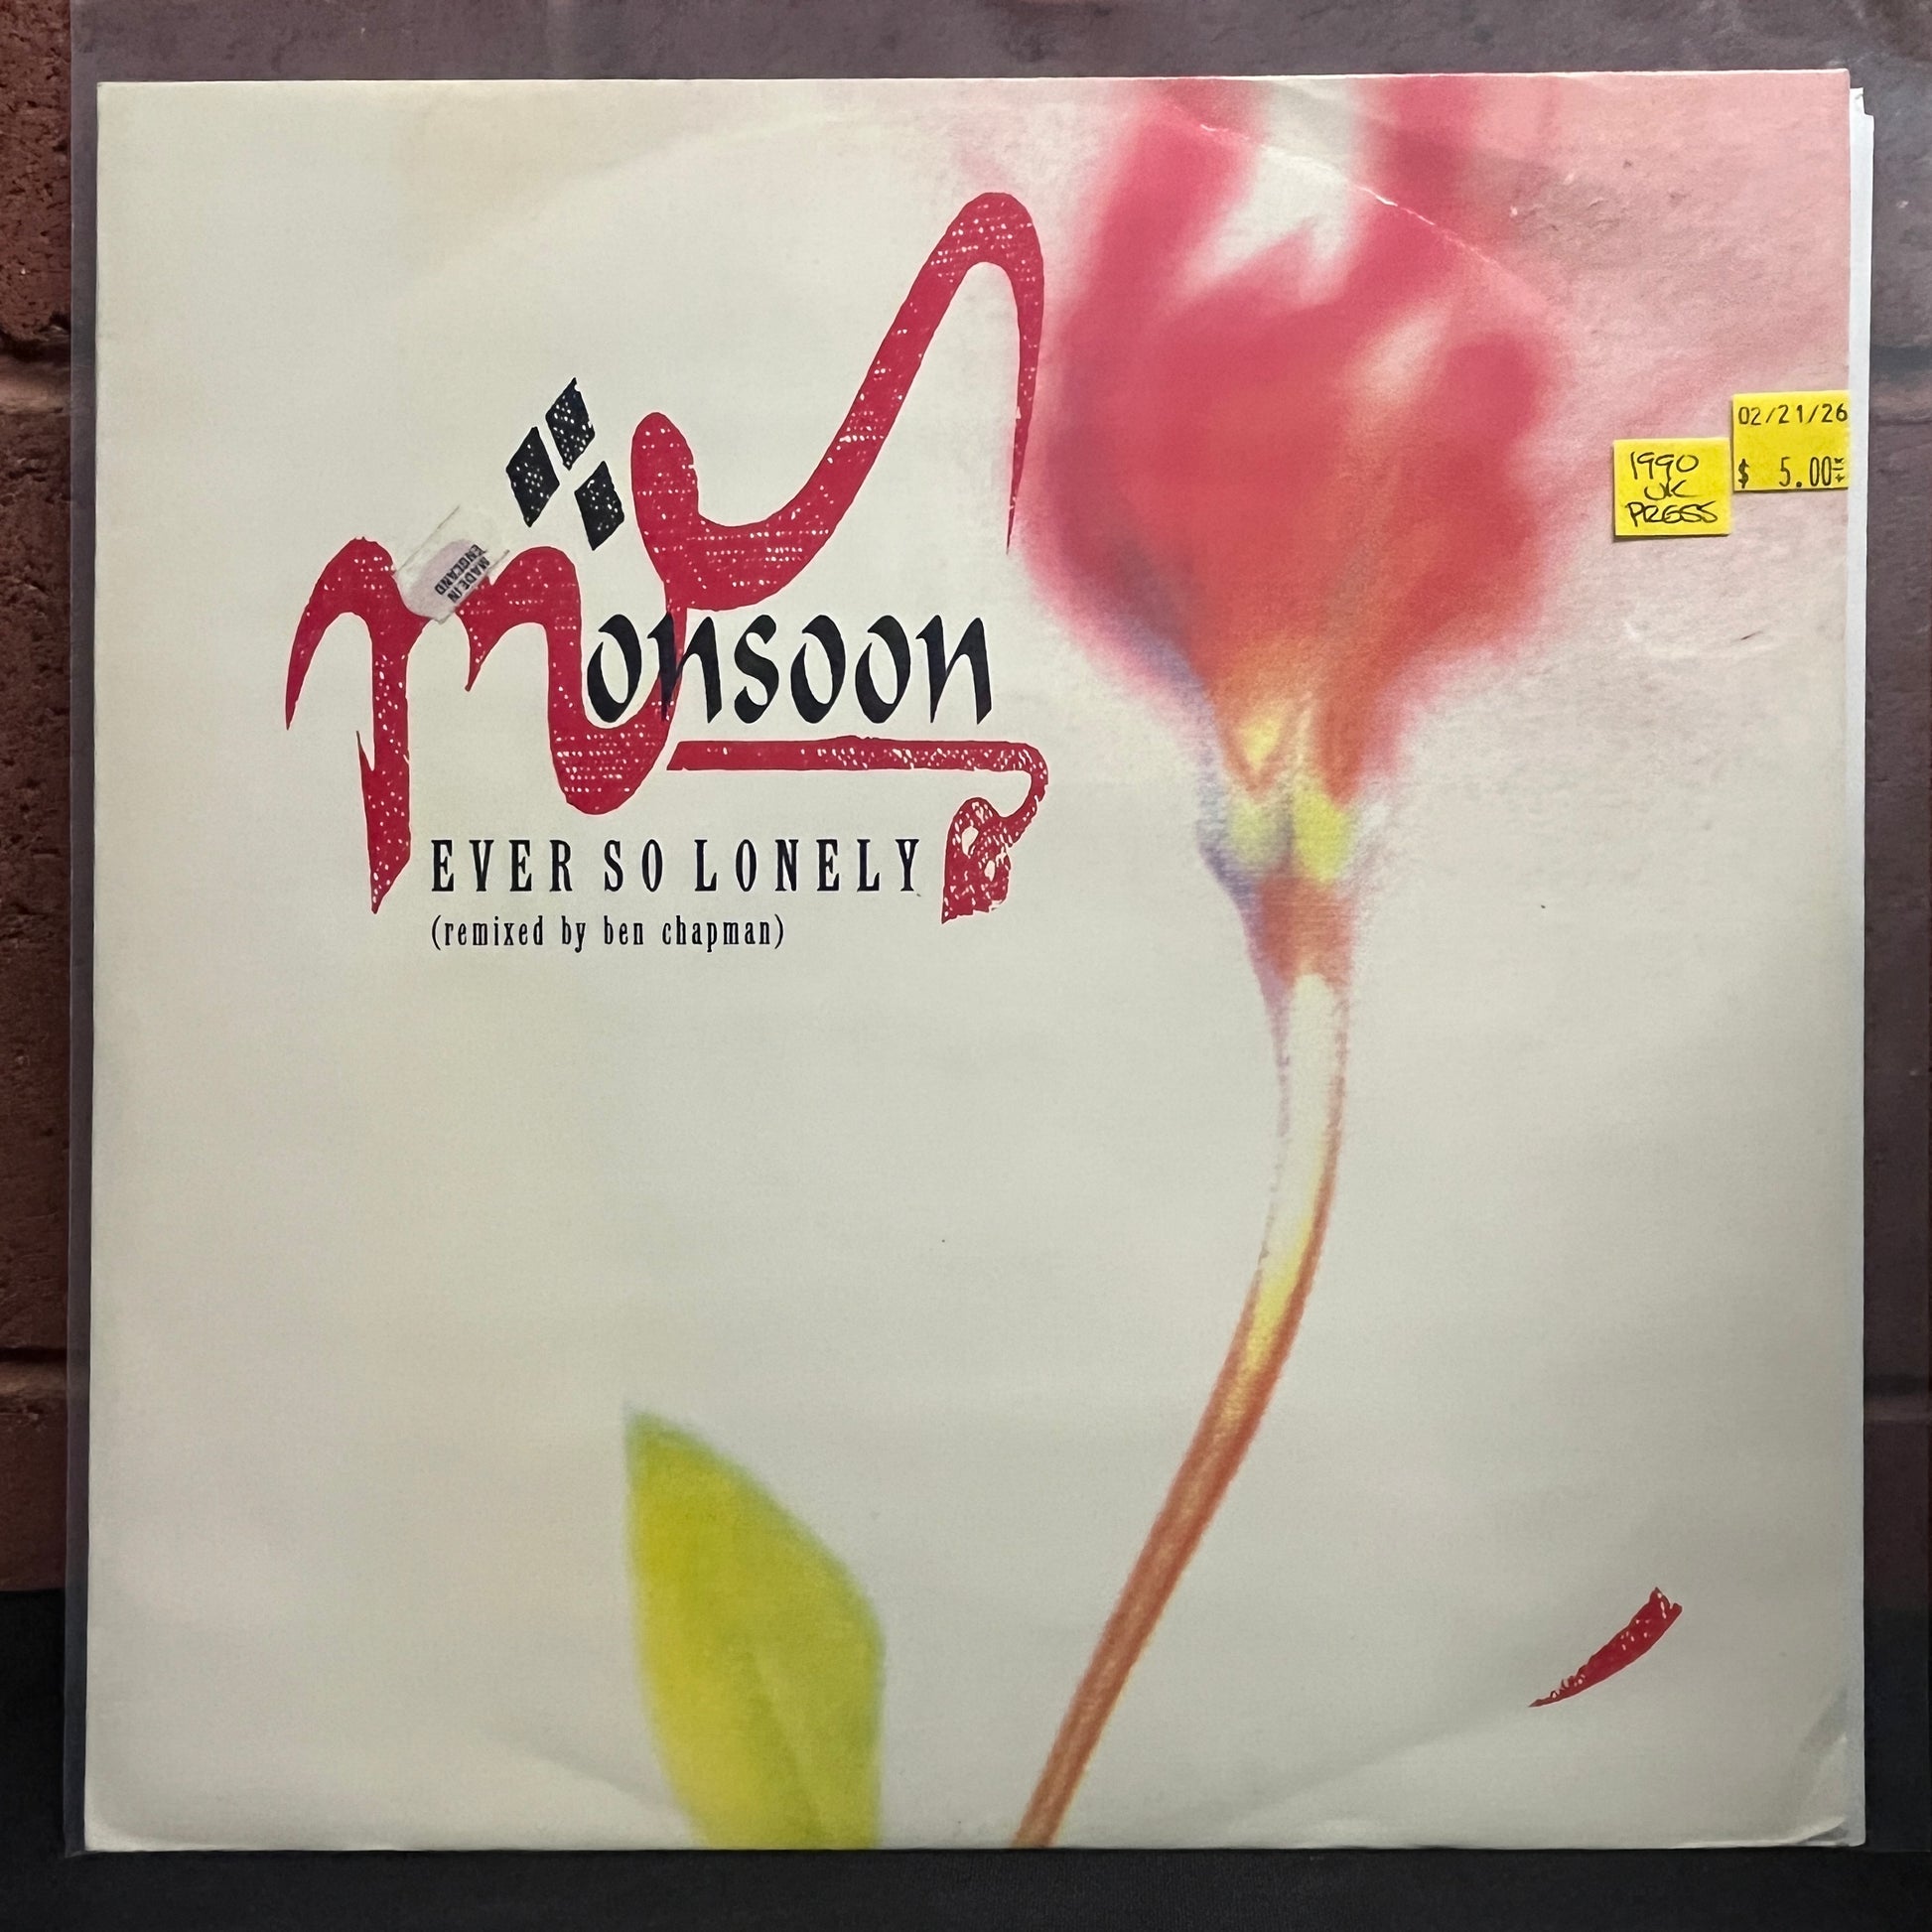 monsoon
EVER SO LONELY
(remixed by ben chapman)
MADE IN
ENGLAND
02/21/26
$ 5.00
1990
UK
PRESS